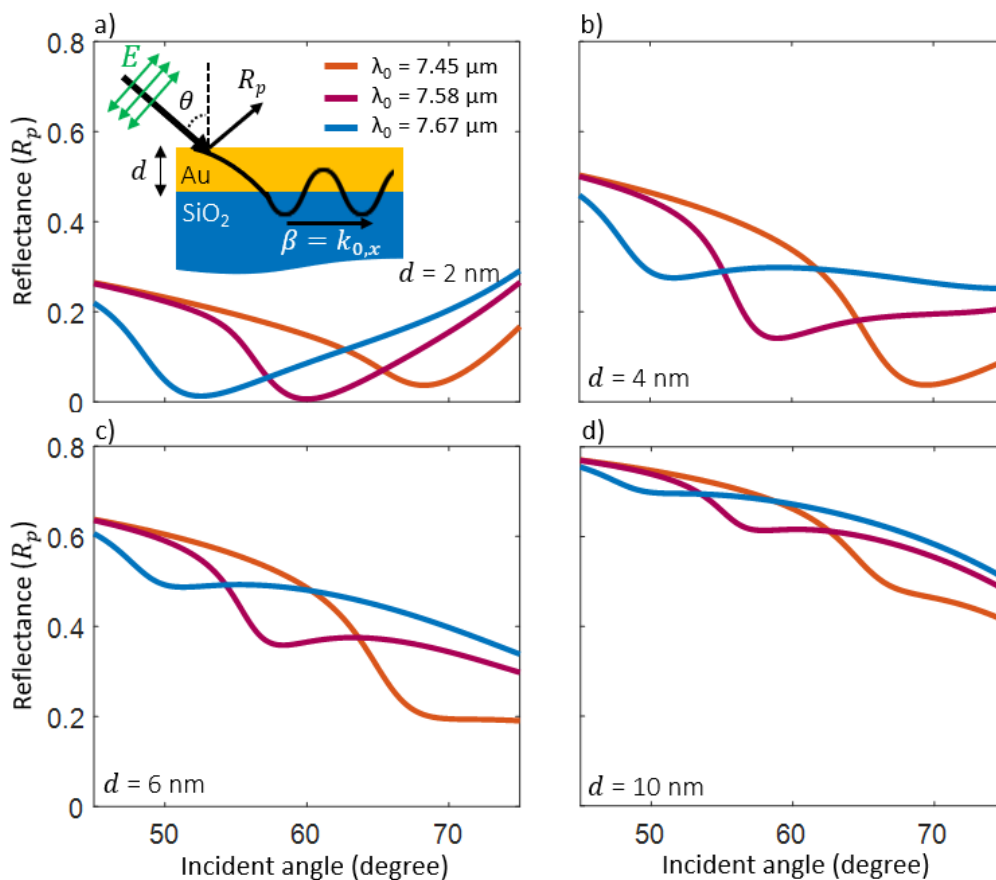 a)
0.8
0.6
0.4
0.2
0
Reflectance (Rₚ)
E
θ
Rₚ
d
Au
SiO₂
β = k₀,ₓ
λ₀ = 7.45 µm
λ₀ = 7.58 µm
λ₀ = 7.67 µm
d = 2 nm
b)
d = 4 nm
c)
0.8
0.6
0.4
0.2
0
Reflectance (Rₚ)
d = 6 nm
50 60 70
Incident angle (degree)
d)
d = 10 nm
50 60 70
Incident angle (degree)